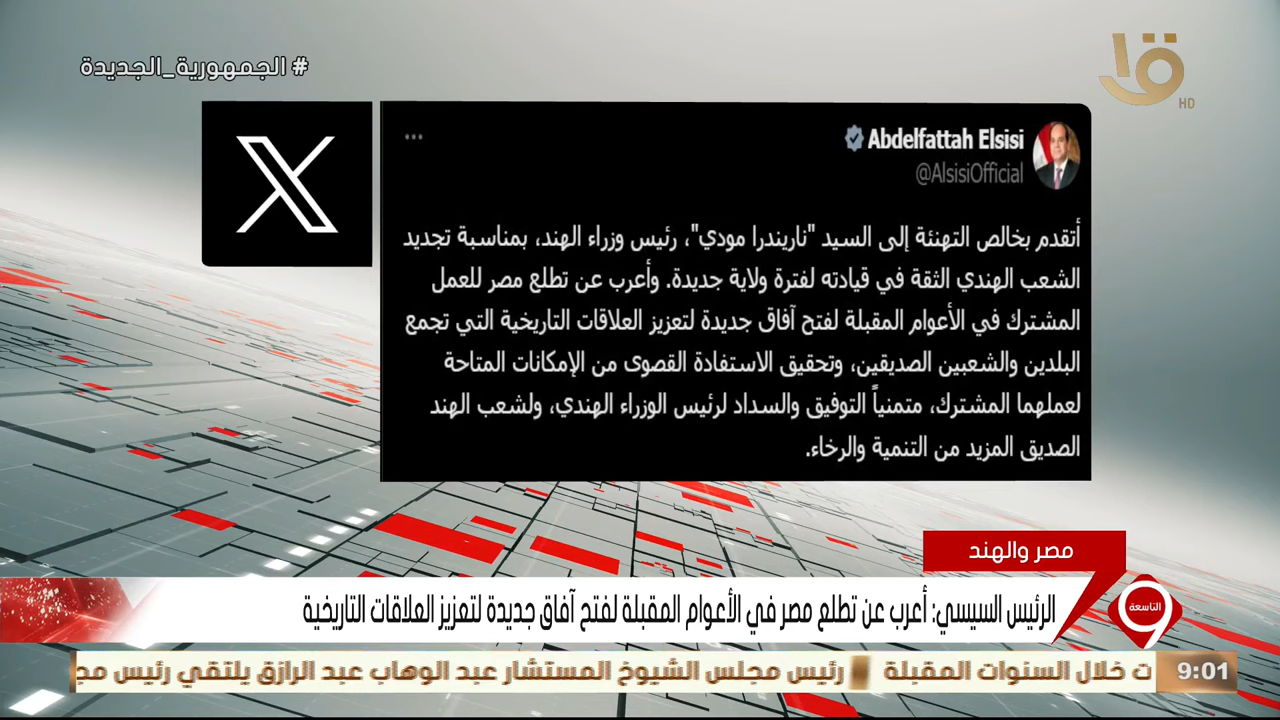 #الجمهورية_الجديدة
HD
Abdelfattah Elsisi
@AlsisiOfficial
أتقدم بخالص التهنئة إلى السيد "ناريندرا مودي"، رئيس وزراء الهند، بمناسبة تجديد
الشعب الهندي الثقة في قيادته لفترة ولاية جديدة. وأعرب عن تطلع مصر للعمل
المشترك في الأعوام المقبلة لفتح آفاق جديدة لتعزيز العلاقات التاريخية التي تجمع
البلدين والشعبين الصديقين، وتحقيق الاستفادة القصوى من الإمكانات المتاحة
لعملهما المشترك، متمنياً التوفيق والسداد لرئيس الوزراء الهندي، ولشعب الهند
الصديق المزيد من التنمية والرخاء.
مصر والهند
التاسعة
الرئيس السيسي: أعرب عن تطلع مصر في الأعوام المقبلة لفتح آفاق جديدة لتعزيز العلاقات التاريخية
9:01
ت خلال السنوات المقبلة رئيس مجلس الشيوخ المستشار عبد الوهاب عبد الرازق يلتقي رئيس مج